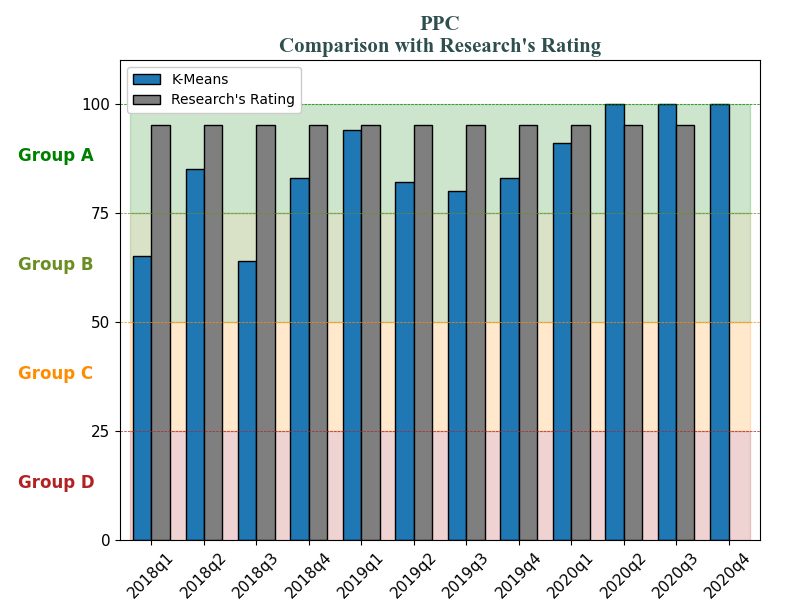 PPC
Comparison with Research's Rating
K-Means
Research's Rating
100
Group A
75
Group B
50
Group C
25
Group D
0
2018q1
2018q2
2018q3
2018q4
2019q1
2019q2
2019q3
2019q4
2020q1
2020q2
2020q3
2020q4